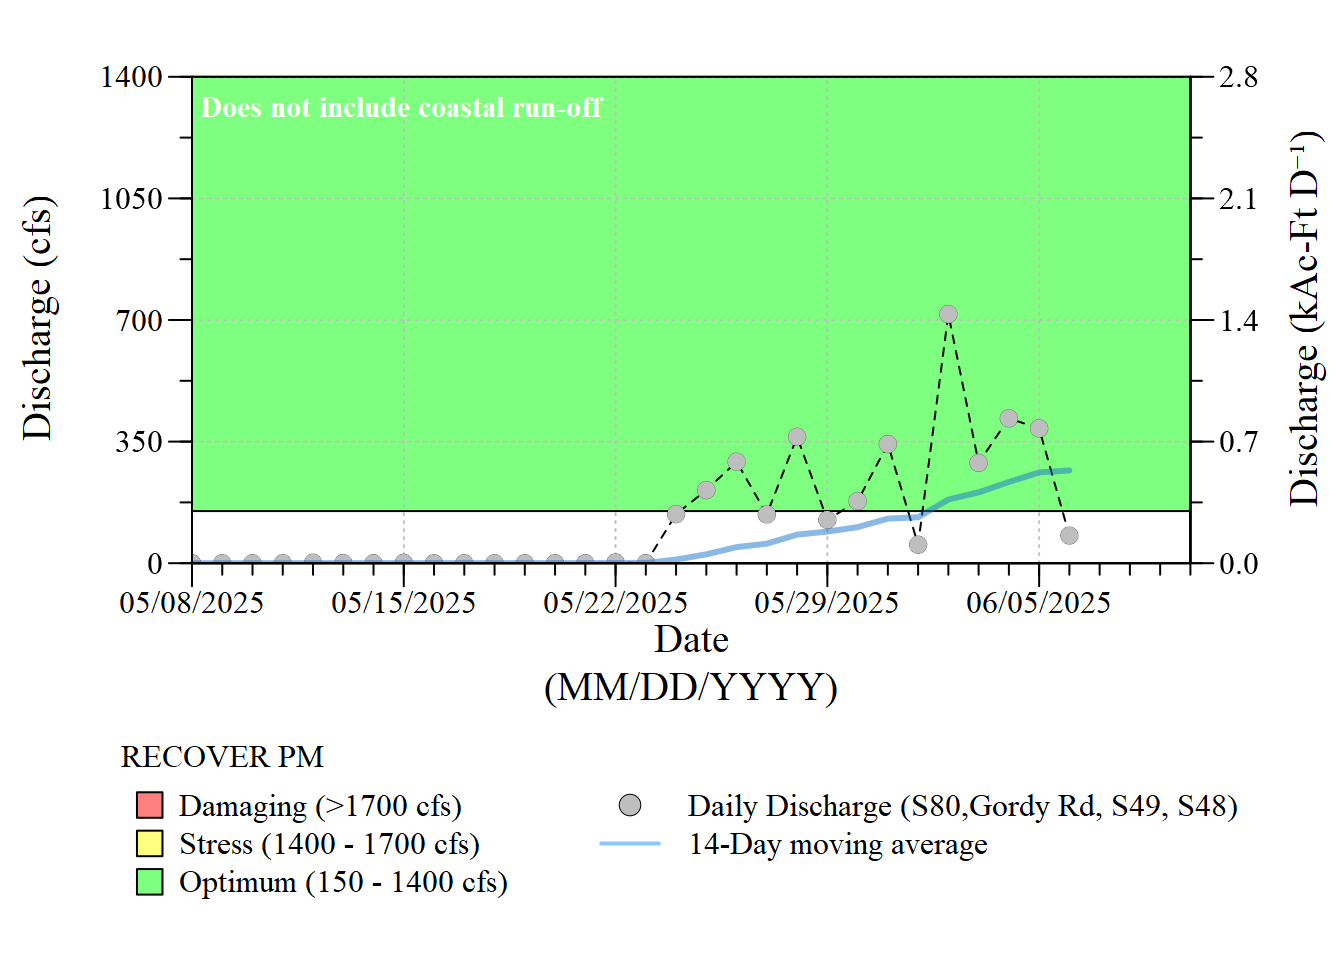 Does not include coastal run-off
1400
1050
700
350
0
Discharge (cfs)
2.8
2.1
1.4
0.7
0.0
Discharge (kAc-Ft D⁻¹)
05/08/2025 05/15/2025 05/22/2025 05/29/2025 06/05/2025
Date
(MM/DD/YYYY)
RECOVER PM
Damaging (>1700 cfs)
Stress (1400 - 1700 cfs)
Optimum (150 - 1400 cfs)
Daily Discharge (S80,Gordy Rd, S49, S48)
14-Day moving average